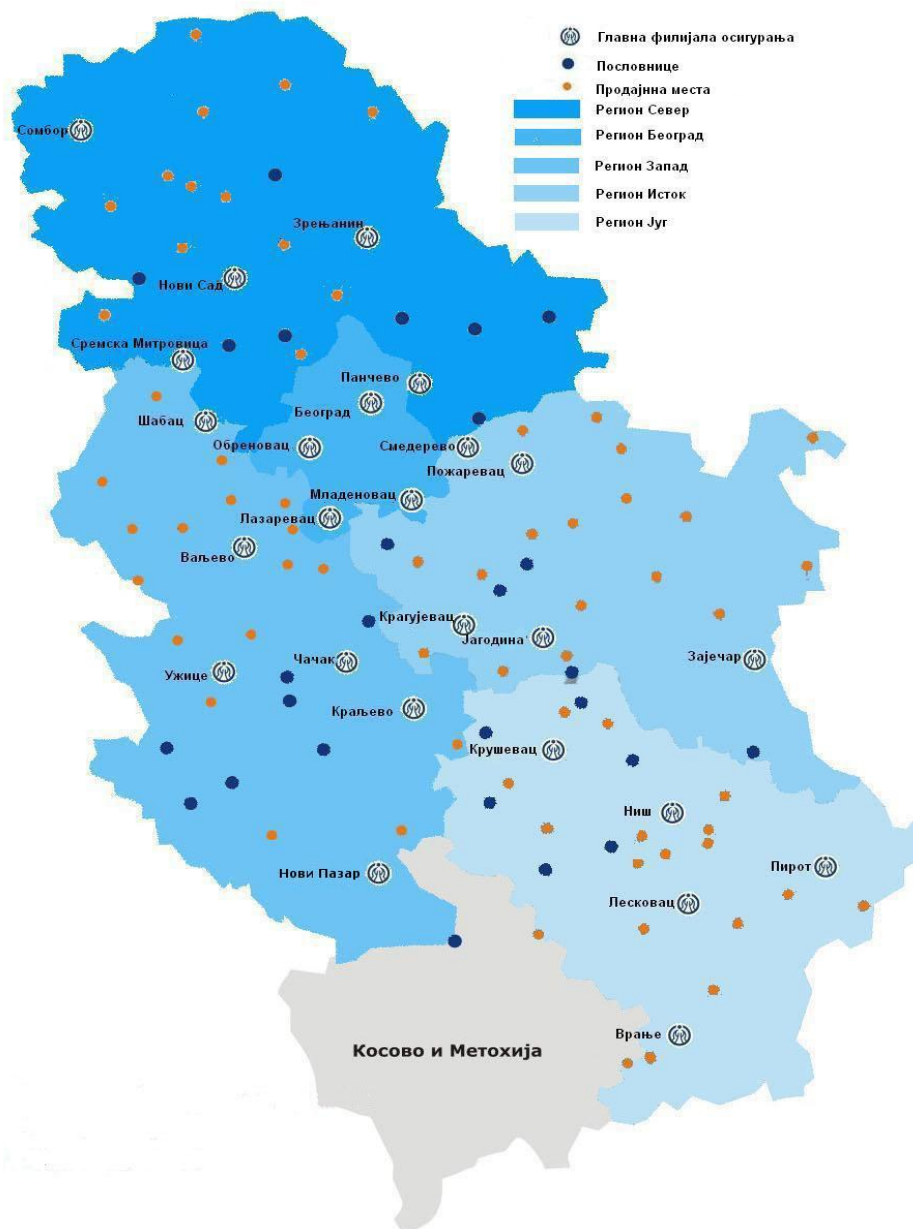 Главна филијала осигурања
Пословнице
Продајнна места
Регион Север
Регион Београд
Регион Запад
Регион Исток
Регион Југ
Сомбор
Зрењанин
Нови Сад
Сремска Митровица
Панчево
Београд
Шабац
Обреновац
Смедерево
Пожаревац
Младеновац
Лазаревац
Ваљево
Крагујевац
Јагодина
Чачак
Зајечар
Ужице
Краљево
Крушевац
Ниш
Нови Пазар
Пирот
Лесковац
Врање
Косово и Метохија